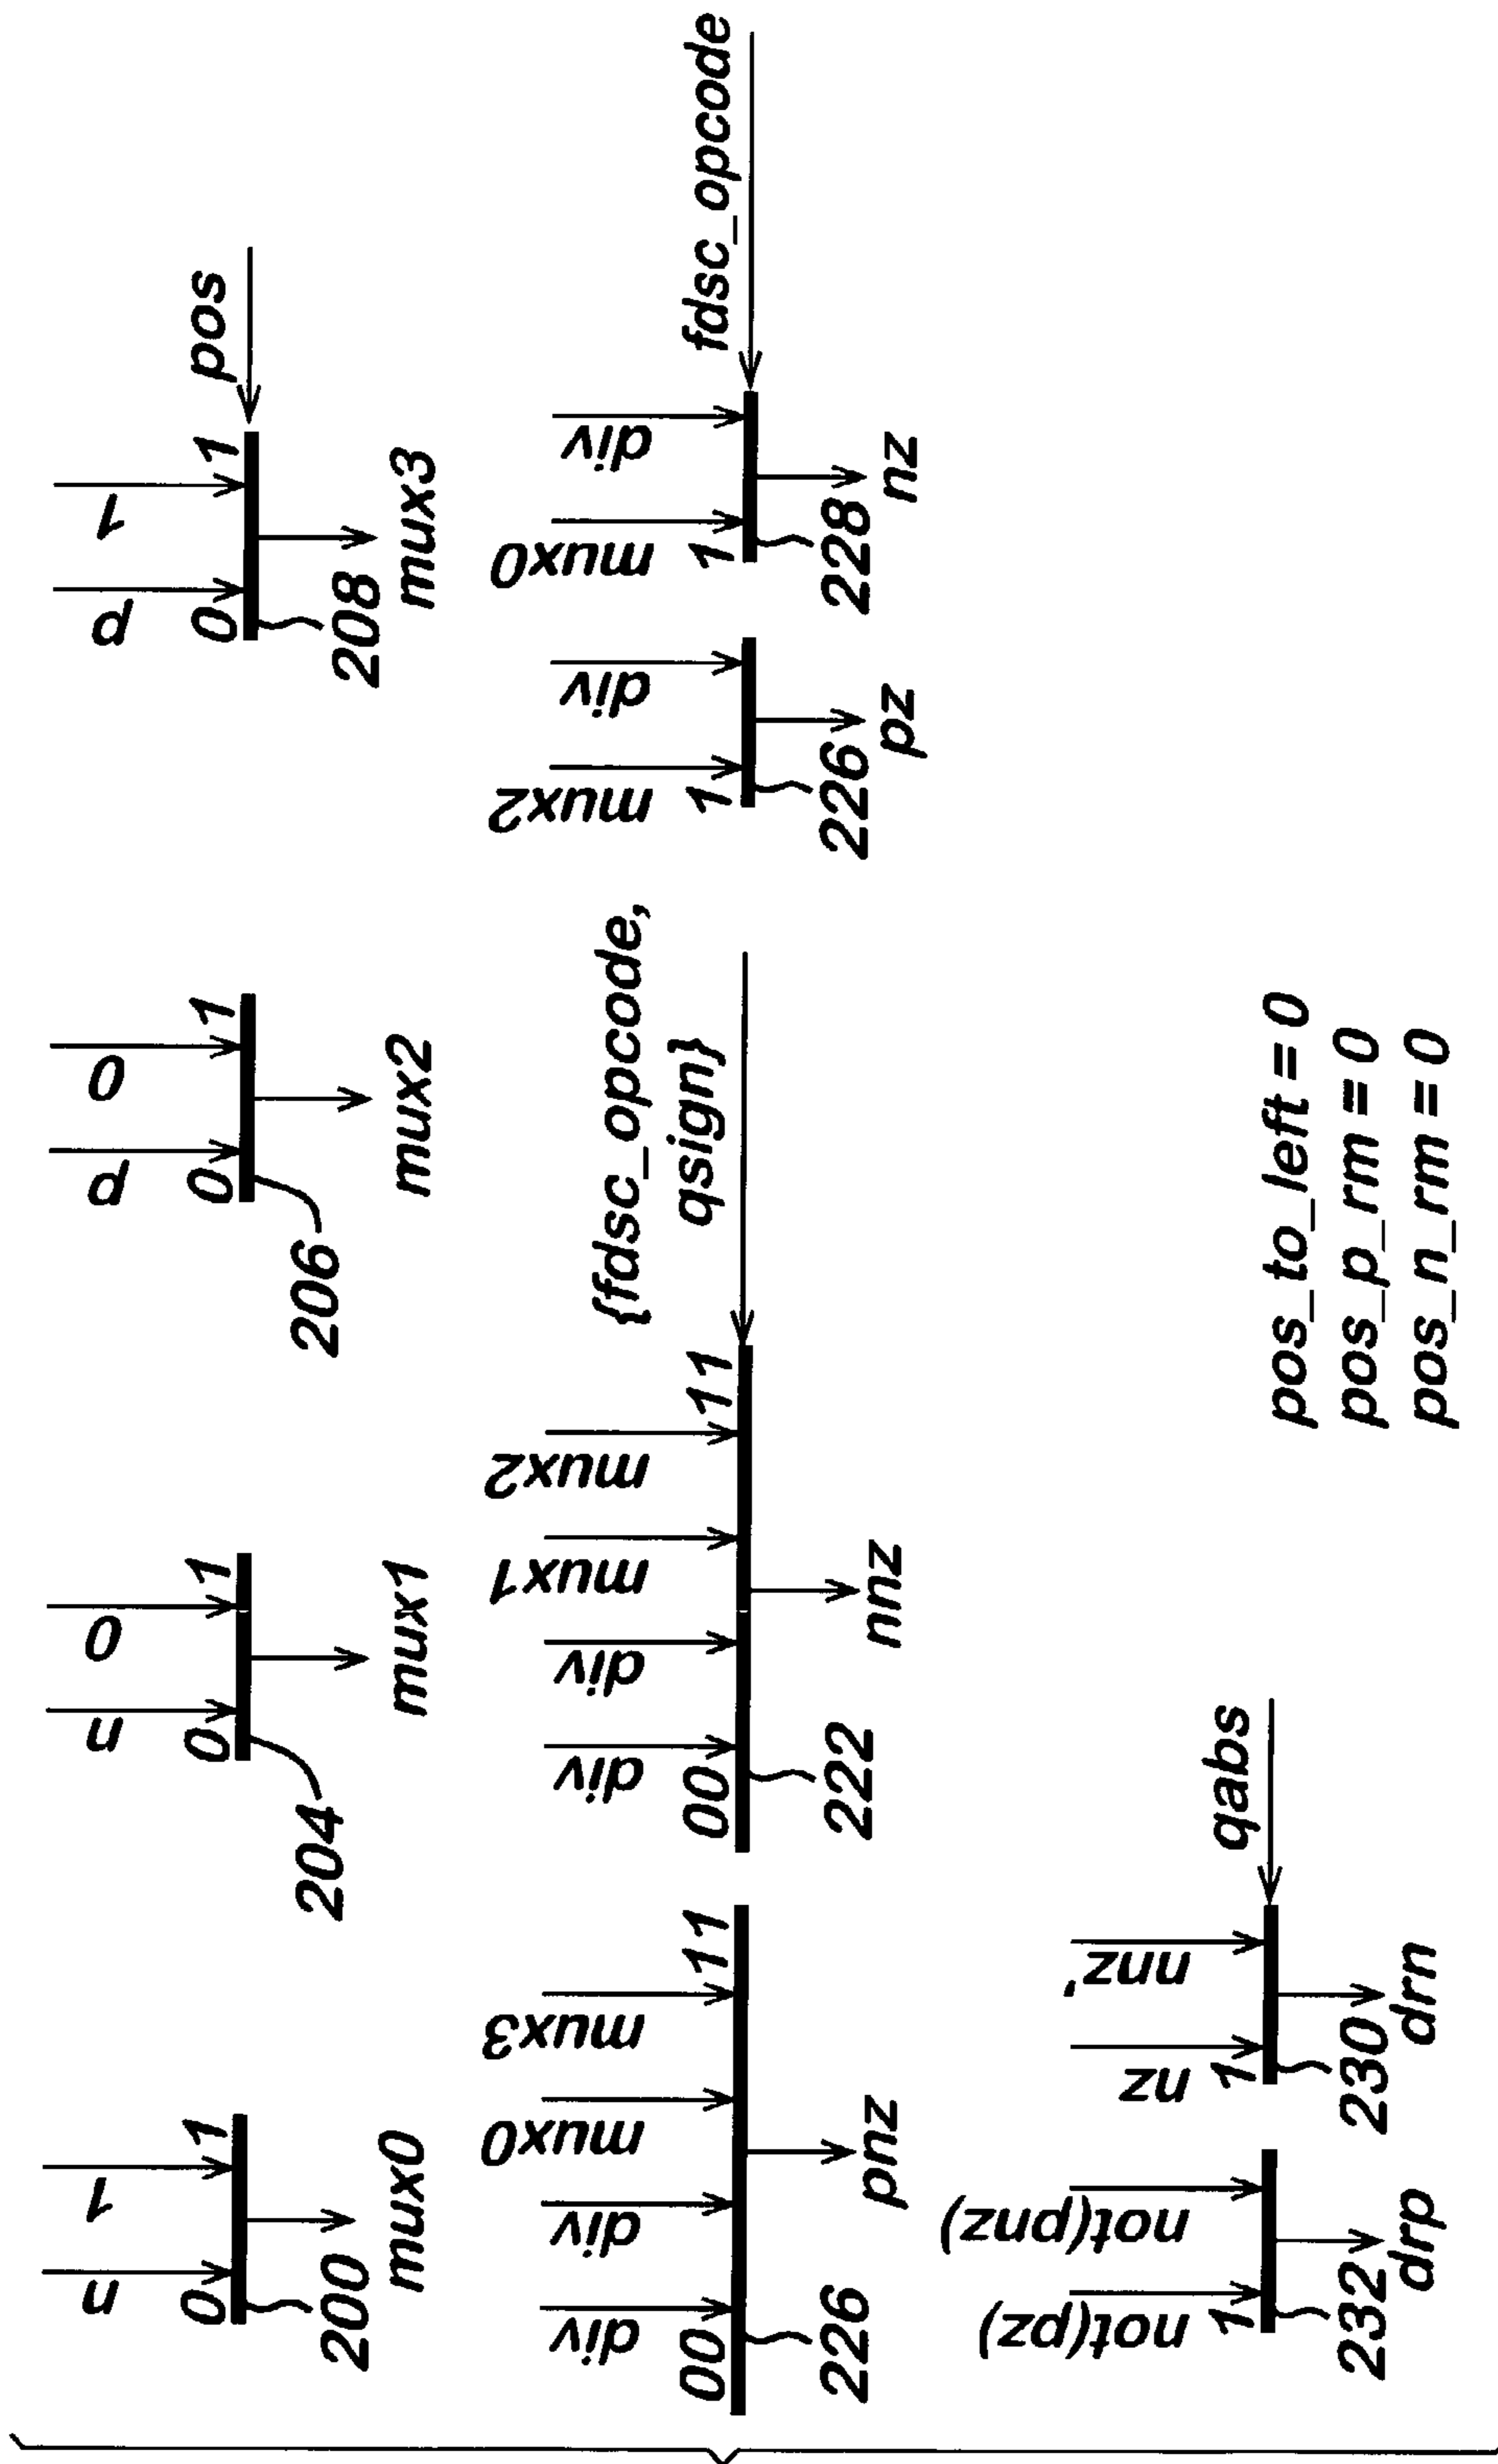 n 1
0 1
200
mux0
n 0
0 1
204
mux1
p 0
0 1
206
mux2
p 1
0 1
pos
208
mux3
div div mux0 mux3
00 11
226
pnz
div div mux1 mux2
00 11
{fdsc_opcode,
qsign}
222
nnz
mux2 div
1
226
pz
mux0 div
1
fdsc_opcode
228
nz
not(pz) not(pnz)
1
232
drp
nz nnz'
1
qabs
230
drn
pos_to_left = 0
pos_p_rm = 0
pos_n_rm = 0